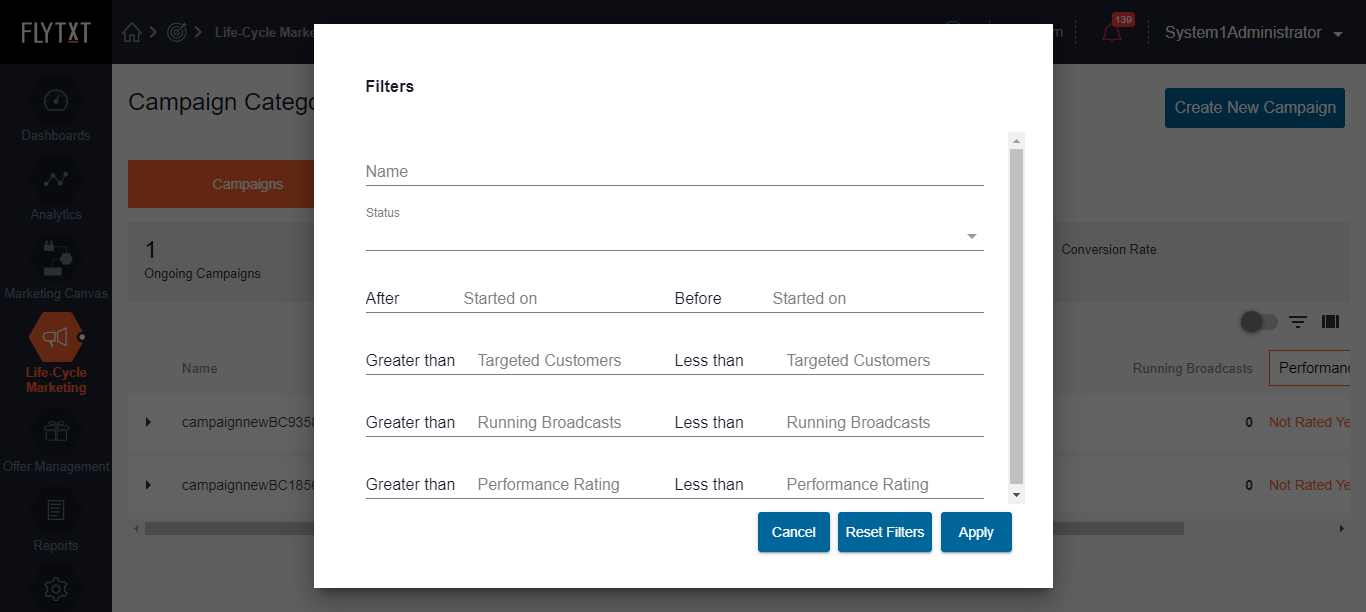 FLYTXT
Life-Cycle Marke
m
139
System1Administrator
Dashboards
Analytics
Marketing Canvas
Life-Cycle
Marketing
Offer Management
Reports
Campaign Catego
Create New Campaign
Campaigns
1
Ongoing Campaigns
Conversion Rate
Name
Running Broadcasts
Performanc
campaignnewBC9358
0
Not Rated Ye
campaignnewBC1850
0
Not Rated Ye
Filters
Name
Status
After Started on Before Started on
Greater than Targeted Customers Less than Targeted Customers
Greater than Running Broadcasts Less than Running Broadcasts
Greater than Performance Rating Less than Performance Rating
Cancel Reset Filters Apply